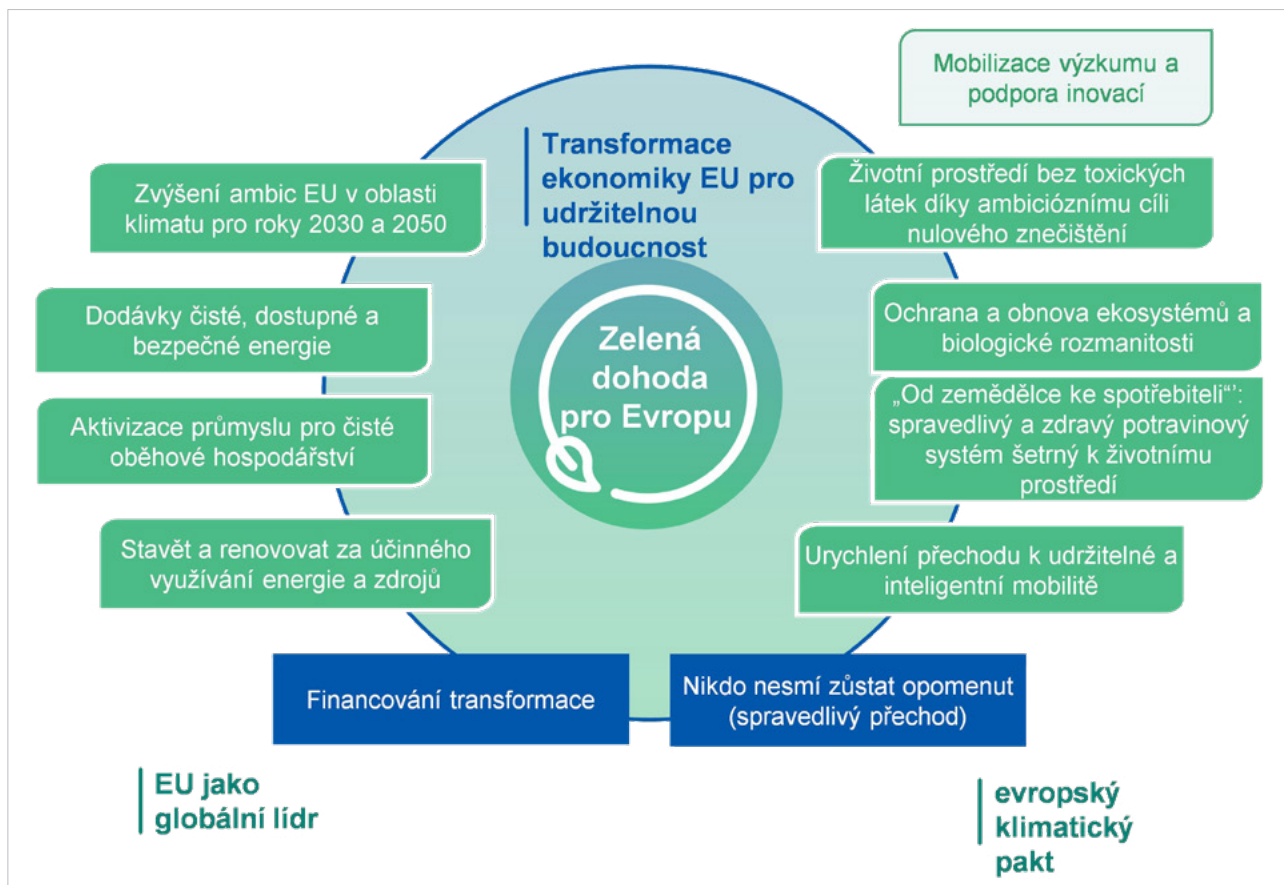 Mobilizace výzkumu a
podpora inovací
Transformace
ekonomiky EU pro
udržitelnou
budoucnost
Zvýšení ambic EU v oblasti
klimatu pro roky 2030 a 2050
Dodávky čisté, dostupné a
bezpečné energie
Aktivizace průmyslu pro čisté
oběhové hospodářství
Stavět a renovovat za účinného
využívání energie a zdrojů
Zelená
dohoda
pro Evropu
Životní prostředí bez toxických
látek díky ambicióznímu cíli
nulového znečištění
Ochrana a obnova ekosystémů a
biologické rozmanitosti
„Od zemědělce ke spotřebiteli“':
spravedlivý a zdravý potravinový
systém šetrný k životnímu
prostředí
Urychlení přechodu k udržitelné a
inteligentní mobilitě
Financování transformace
Nikdo nesmí zůstat opomenut
(spravedlivý přechod)
EU jako
globální lídr
evropský
klimatický
pakt